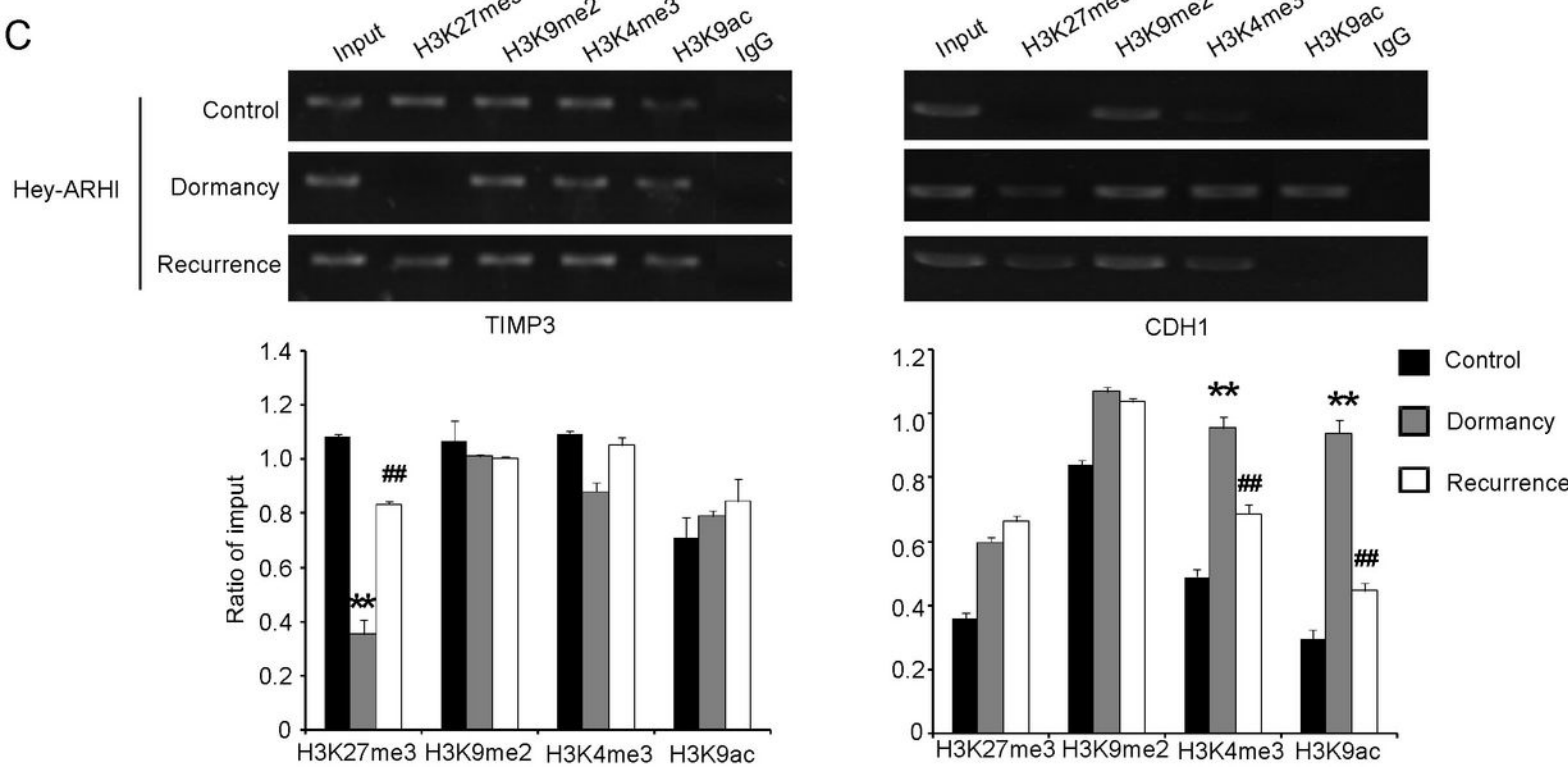 C
Input H3K27me3 H3K9me2 H3K4me3 H3K9ac IgG
Input H3K27me3 H3K9me2 H3K4me3 H3K9ac IgG
Hey-ARHI
Control
Dormancy
Recurrence
TIMP3
CDH1
Ratio of imput
1.4
1.2
1.0
0.8
0.6
0.4
0.2
0
**
##
H3K27me3 H3K9me2 H3K4me3 H3K9ac
1.2
1.0
0.8
0.6
0.4
0.2
0
**
##
**
##
H3K27me3 H3K9me2 H3K4me3 H3K9ac
Control
Dormancy
Recurrence